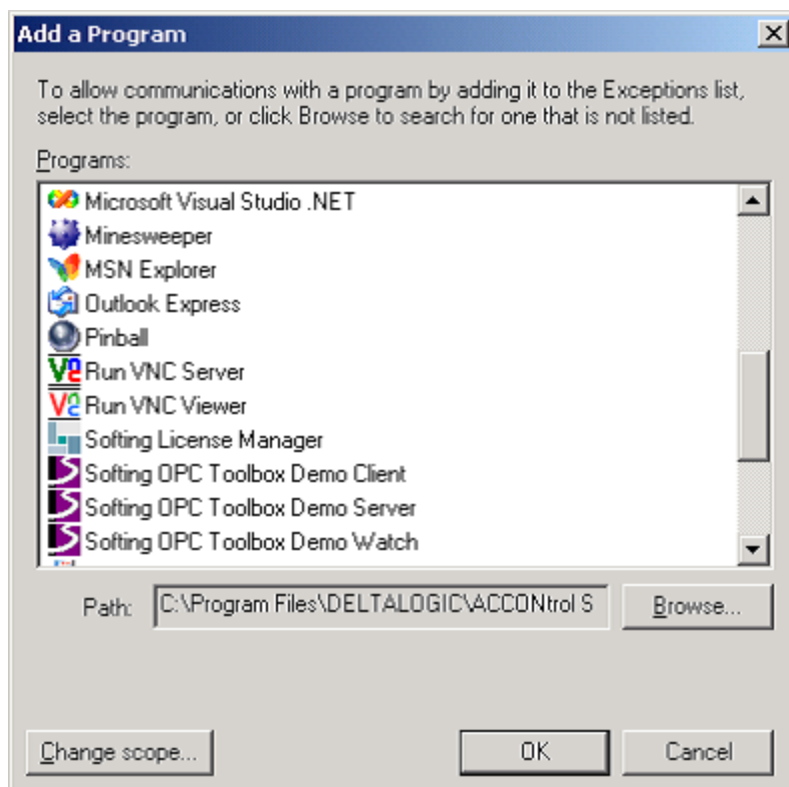 Add a Program
To allow communications with a program by adding it to the Exceptions list,
select the program, or click Browse to search for one that is not listed.
Programs:
Microsoft Visual Studio .NET
Minesweeper
MSN Explorer
Outlook Express
Pinball
Run VNC Server
Run VNC Viewer
Softing License Manager
Softing OPC Toolbox Demo Client
Softing OPC Toolbox Demo Server
Softing OPC Toolbox Demo Watch
Path: C:\Program Files\DELTALOGIC\ACCONtrol S Browse...
Change scope... OK Cancel